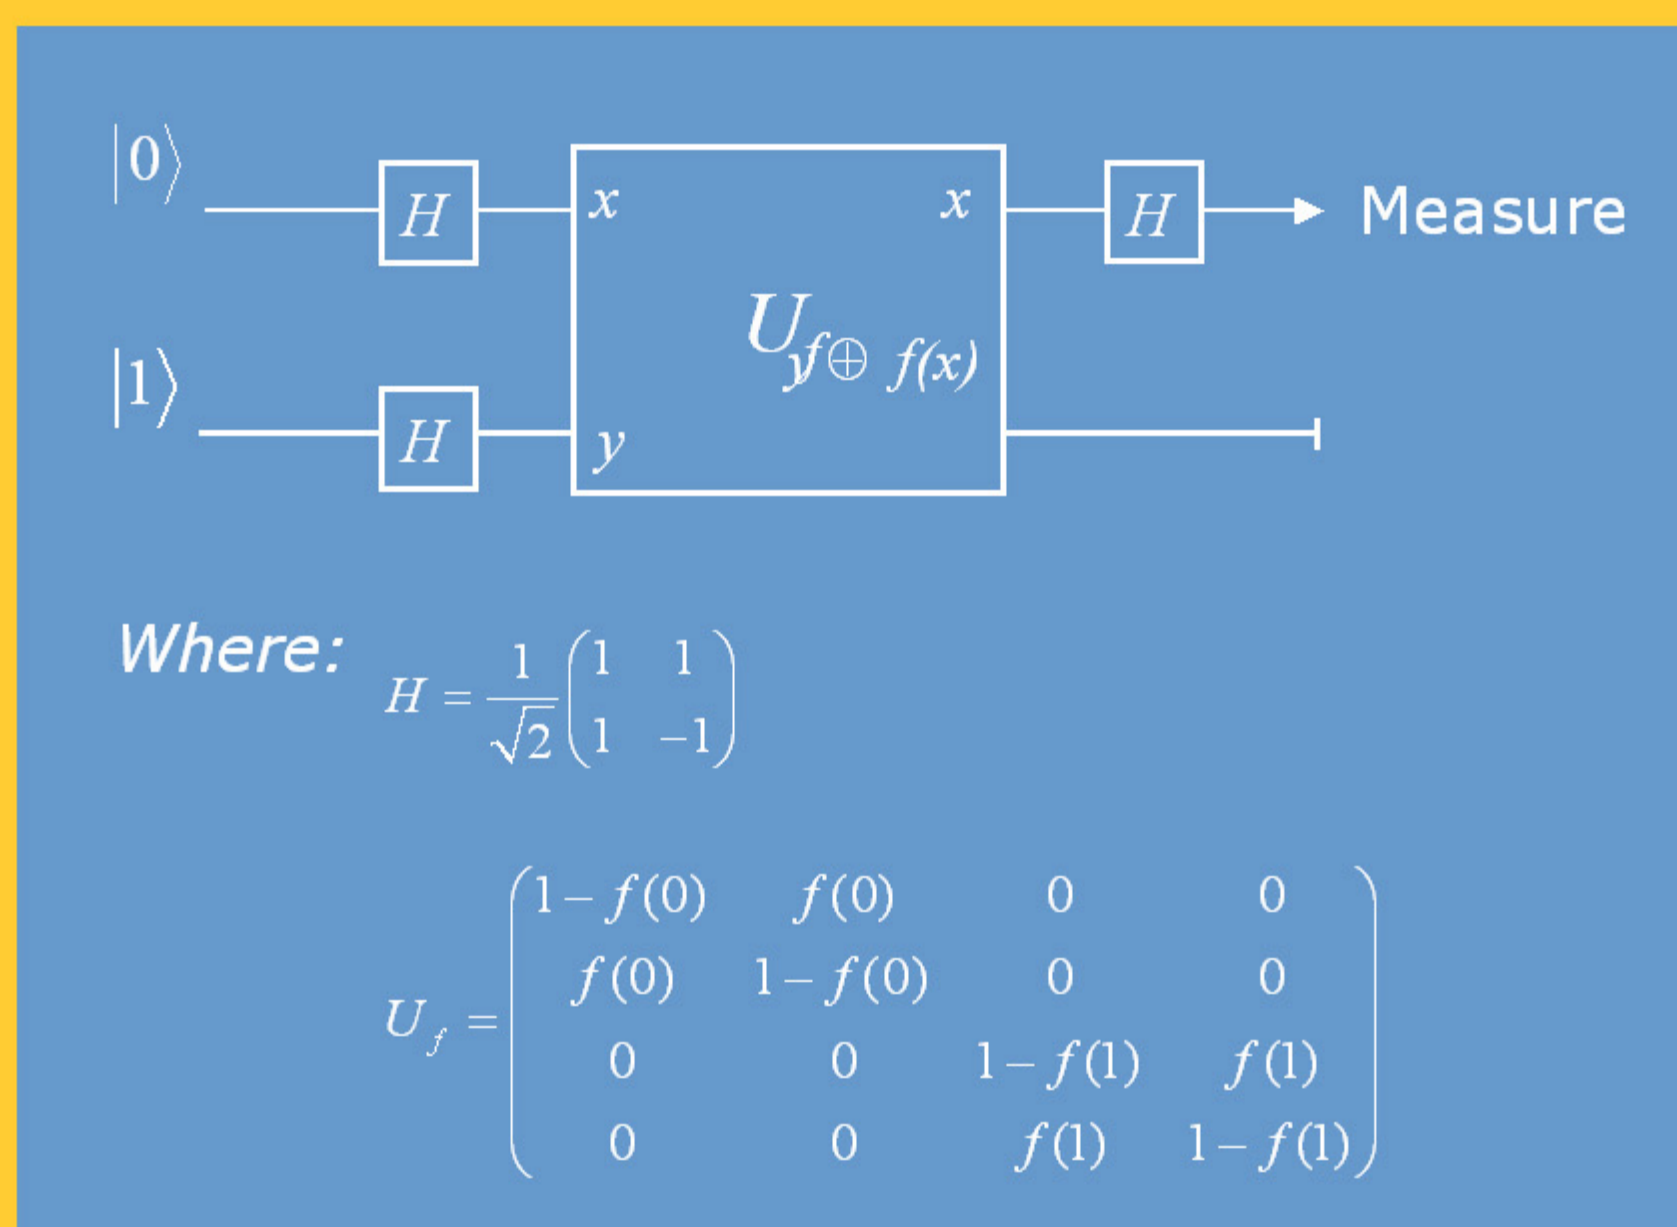 |0⟩ H x x H Measure
U_f
y ⊕ f(x)
|1⟩ H y
Where:
H = 1/√2 (1 1
1 -1)
U_f = (1 − f(0) f(0) 0 0
f(0) 1 − f(0) 0 0
0 0 1 − f(1) f(1)
0 0 f(1) 1 − f(1))